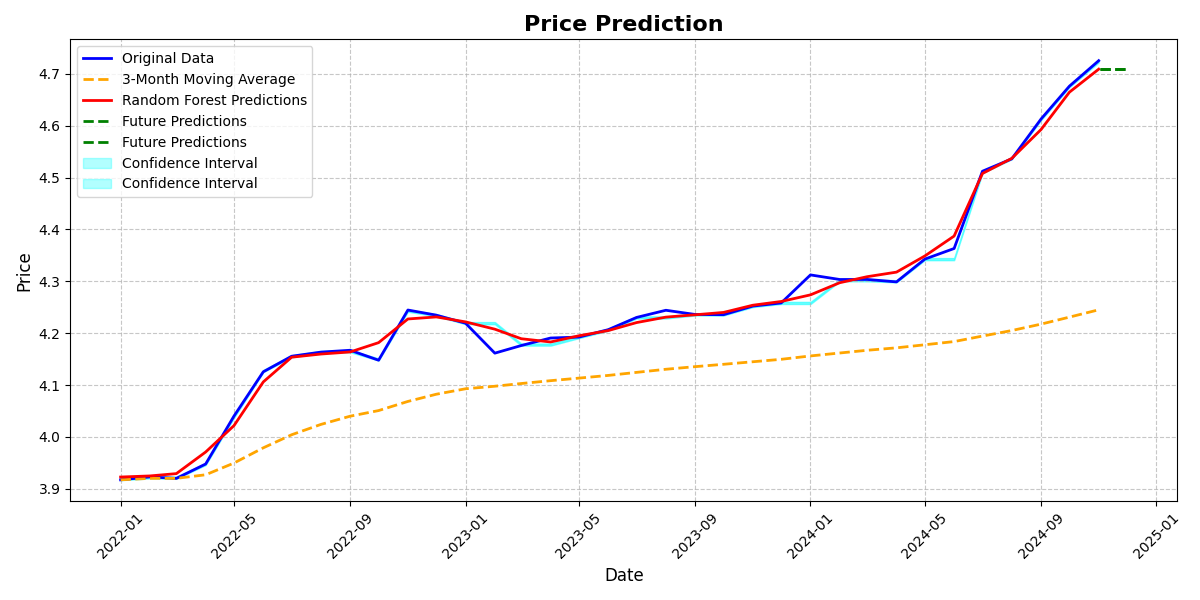 Price Prediction
Original Data
3-Month Moving Average
Random Forest Predictions
Future Predictions
Future Predictions
Confidence Interval
Confidence Interval
4.7
4.6
4.5
4.4
4.3
4.2
4.1
4.0
3.9
Price
2022-01
2022-05
2022-09
2023-01
2023-05
2023-09
2024-01
2024-05
2024-09
2025-01
Date